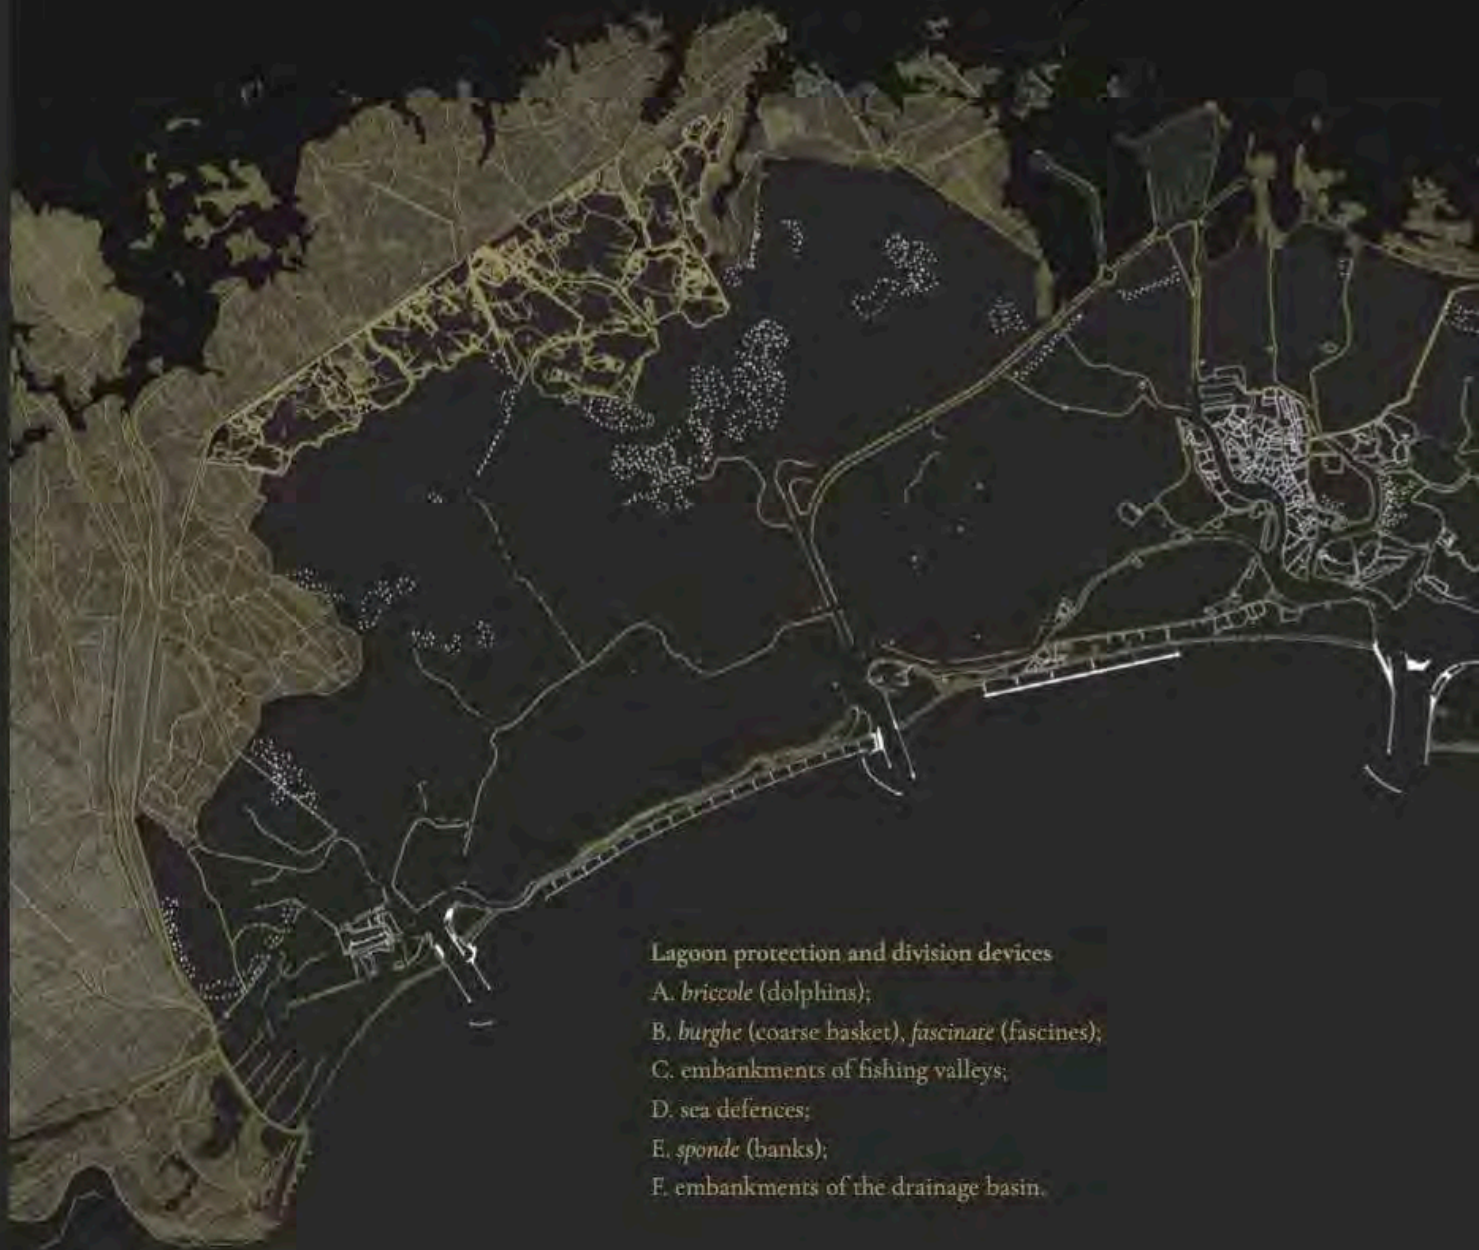 Lagoon protection and division devices
A. briccole (dolphins);
B. burghe (coarse basket), fascinate (fascines);
C. embankments of fishing valleys;
D. sea defences;
E. sponde (banks);
F. embankments of the drainage basin.